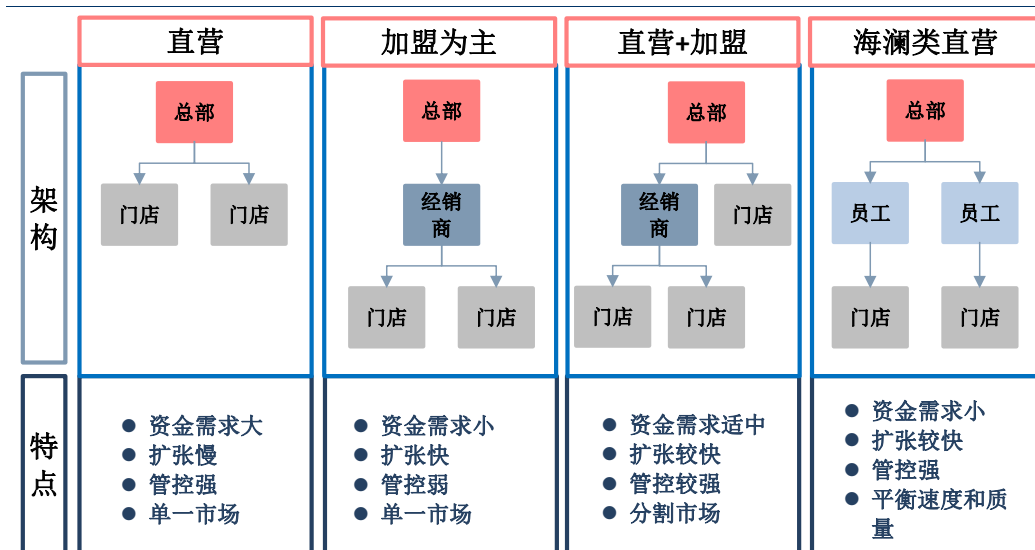 直营
加盟为主
直营+加盟
海澜类直营
架
构
总部
门店
门店
总部
经销
商
门店
门店
总部
经销
商
门店
门店
门店
总部
员工
员工
门店
门店
特
点
● 资金需求大
● 扩张慢
● 管控强
● 单一市场
● 资金需求小
● 扩张快
● 管控弱
● 单一市场
● 资金需求适中
● 扩张较快
● 管控较强
● 分割市场
● 资金需求小
● 扩张较快
● 管控强
● 平衡速度和质
量